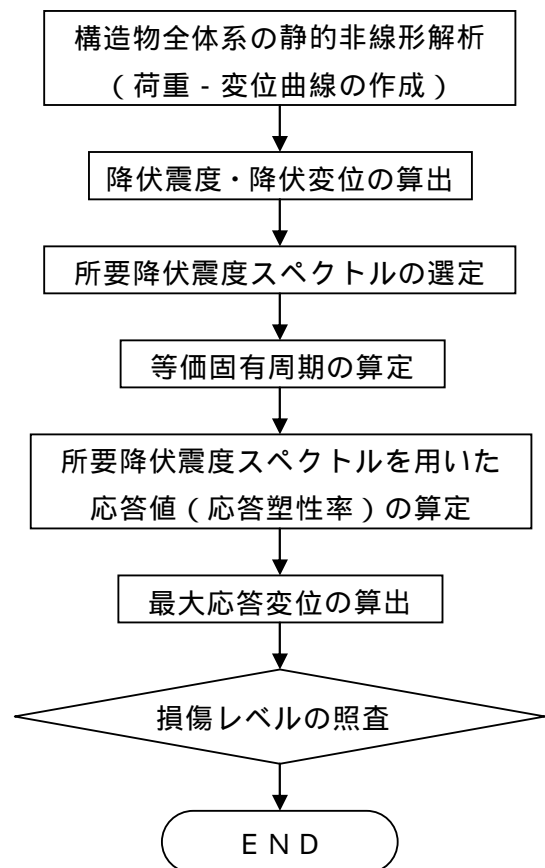 構造物全体系の静的非線形解析
（荷重 - 変位曲線の作成）
降伏震度・降伏変位の算出
所要降伏震度スペクトルの選定
等価固有周期の算定
所要降伏震度スペクトルを用いた
応答値（応答塑性率）の算定
最大応答変位の算出
損傷レベルの照査
ＥＮＤ